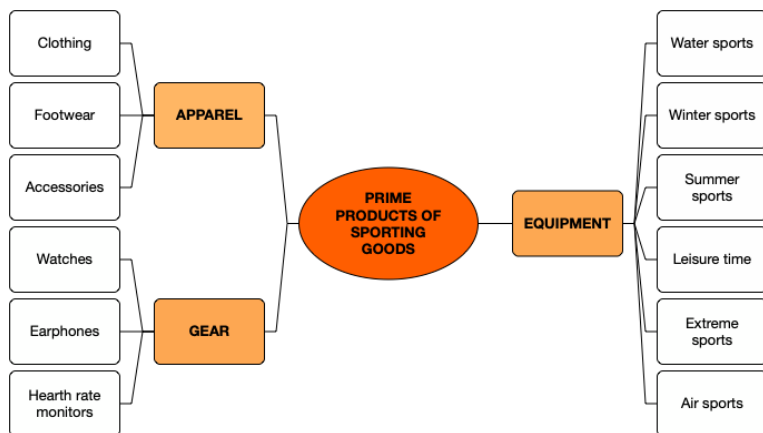 Clothing
Footwear
Accessories
Watches
Earphones
Hearth rate
monitors
APPAREL
GEAR
PRIME
PRODUCTS OF
SPORTING
GOODS
EQUIPMENT
Water sports
Winter sports
Summer
sports
Leisure time
Extreme
sports
Air sports